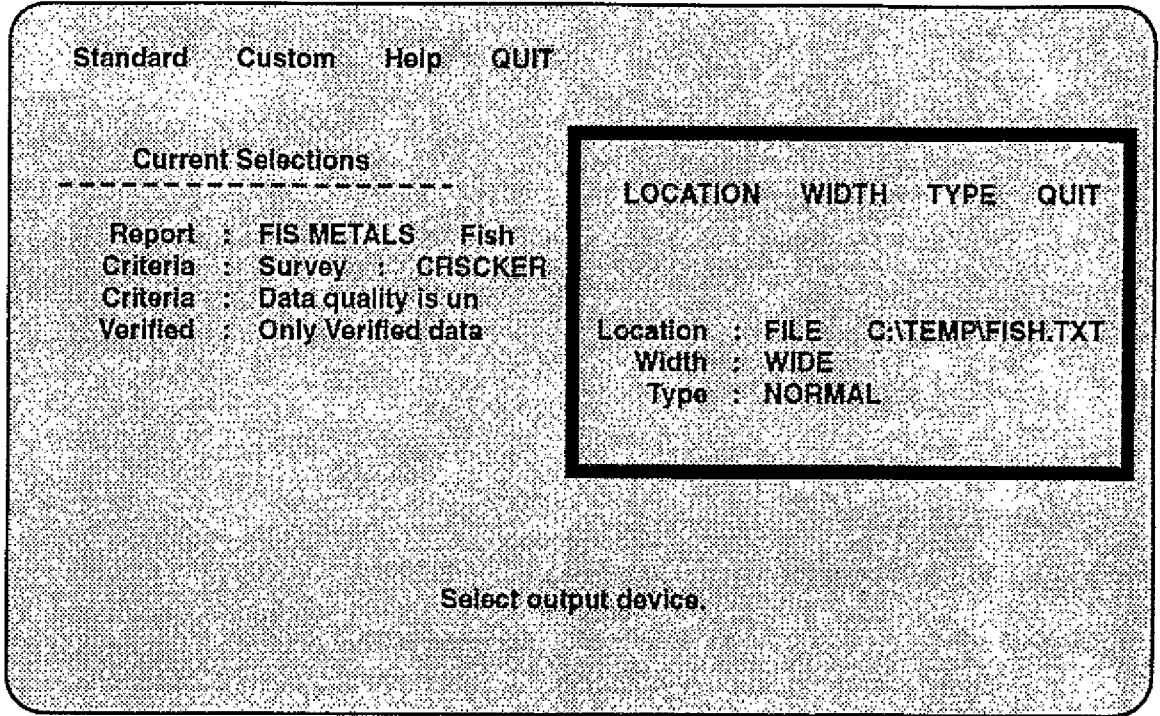 Standard Custom Help QUIT
Current Selections
Report : FIS METALS Fish
Criteria : Survey : CRSCKER
Criteria : Data quality is un
Verified : Only Verified data
LOCATION WIDTH TYPE QUIT
Location : FILE C:\TEMP\FISH.TXT
Width : WIDE
Type : NORMAL
Select output device.